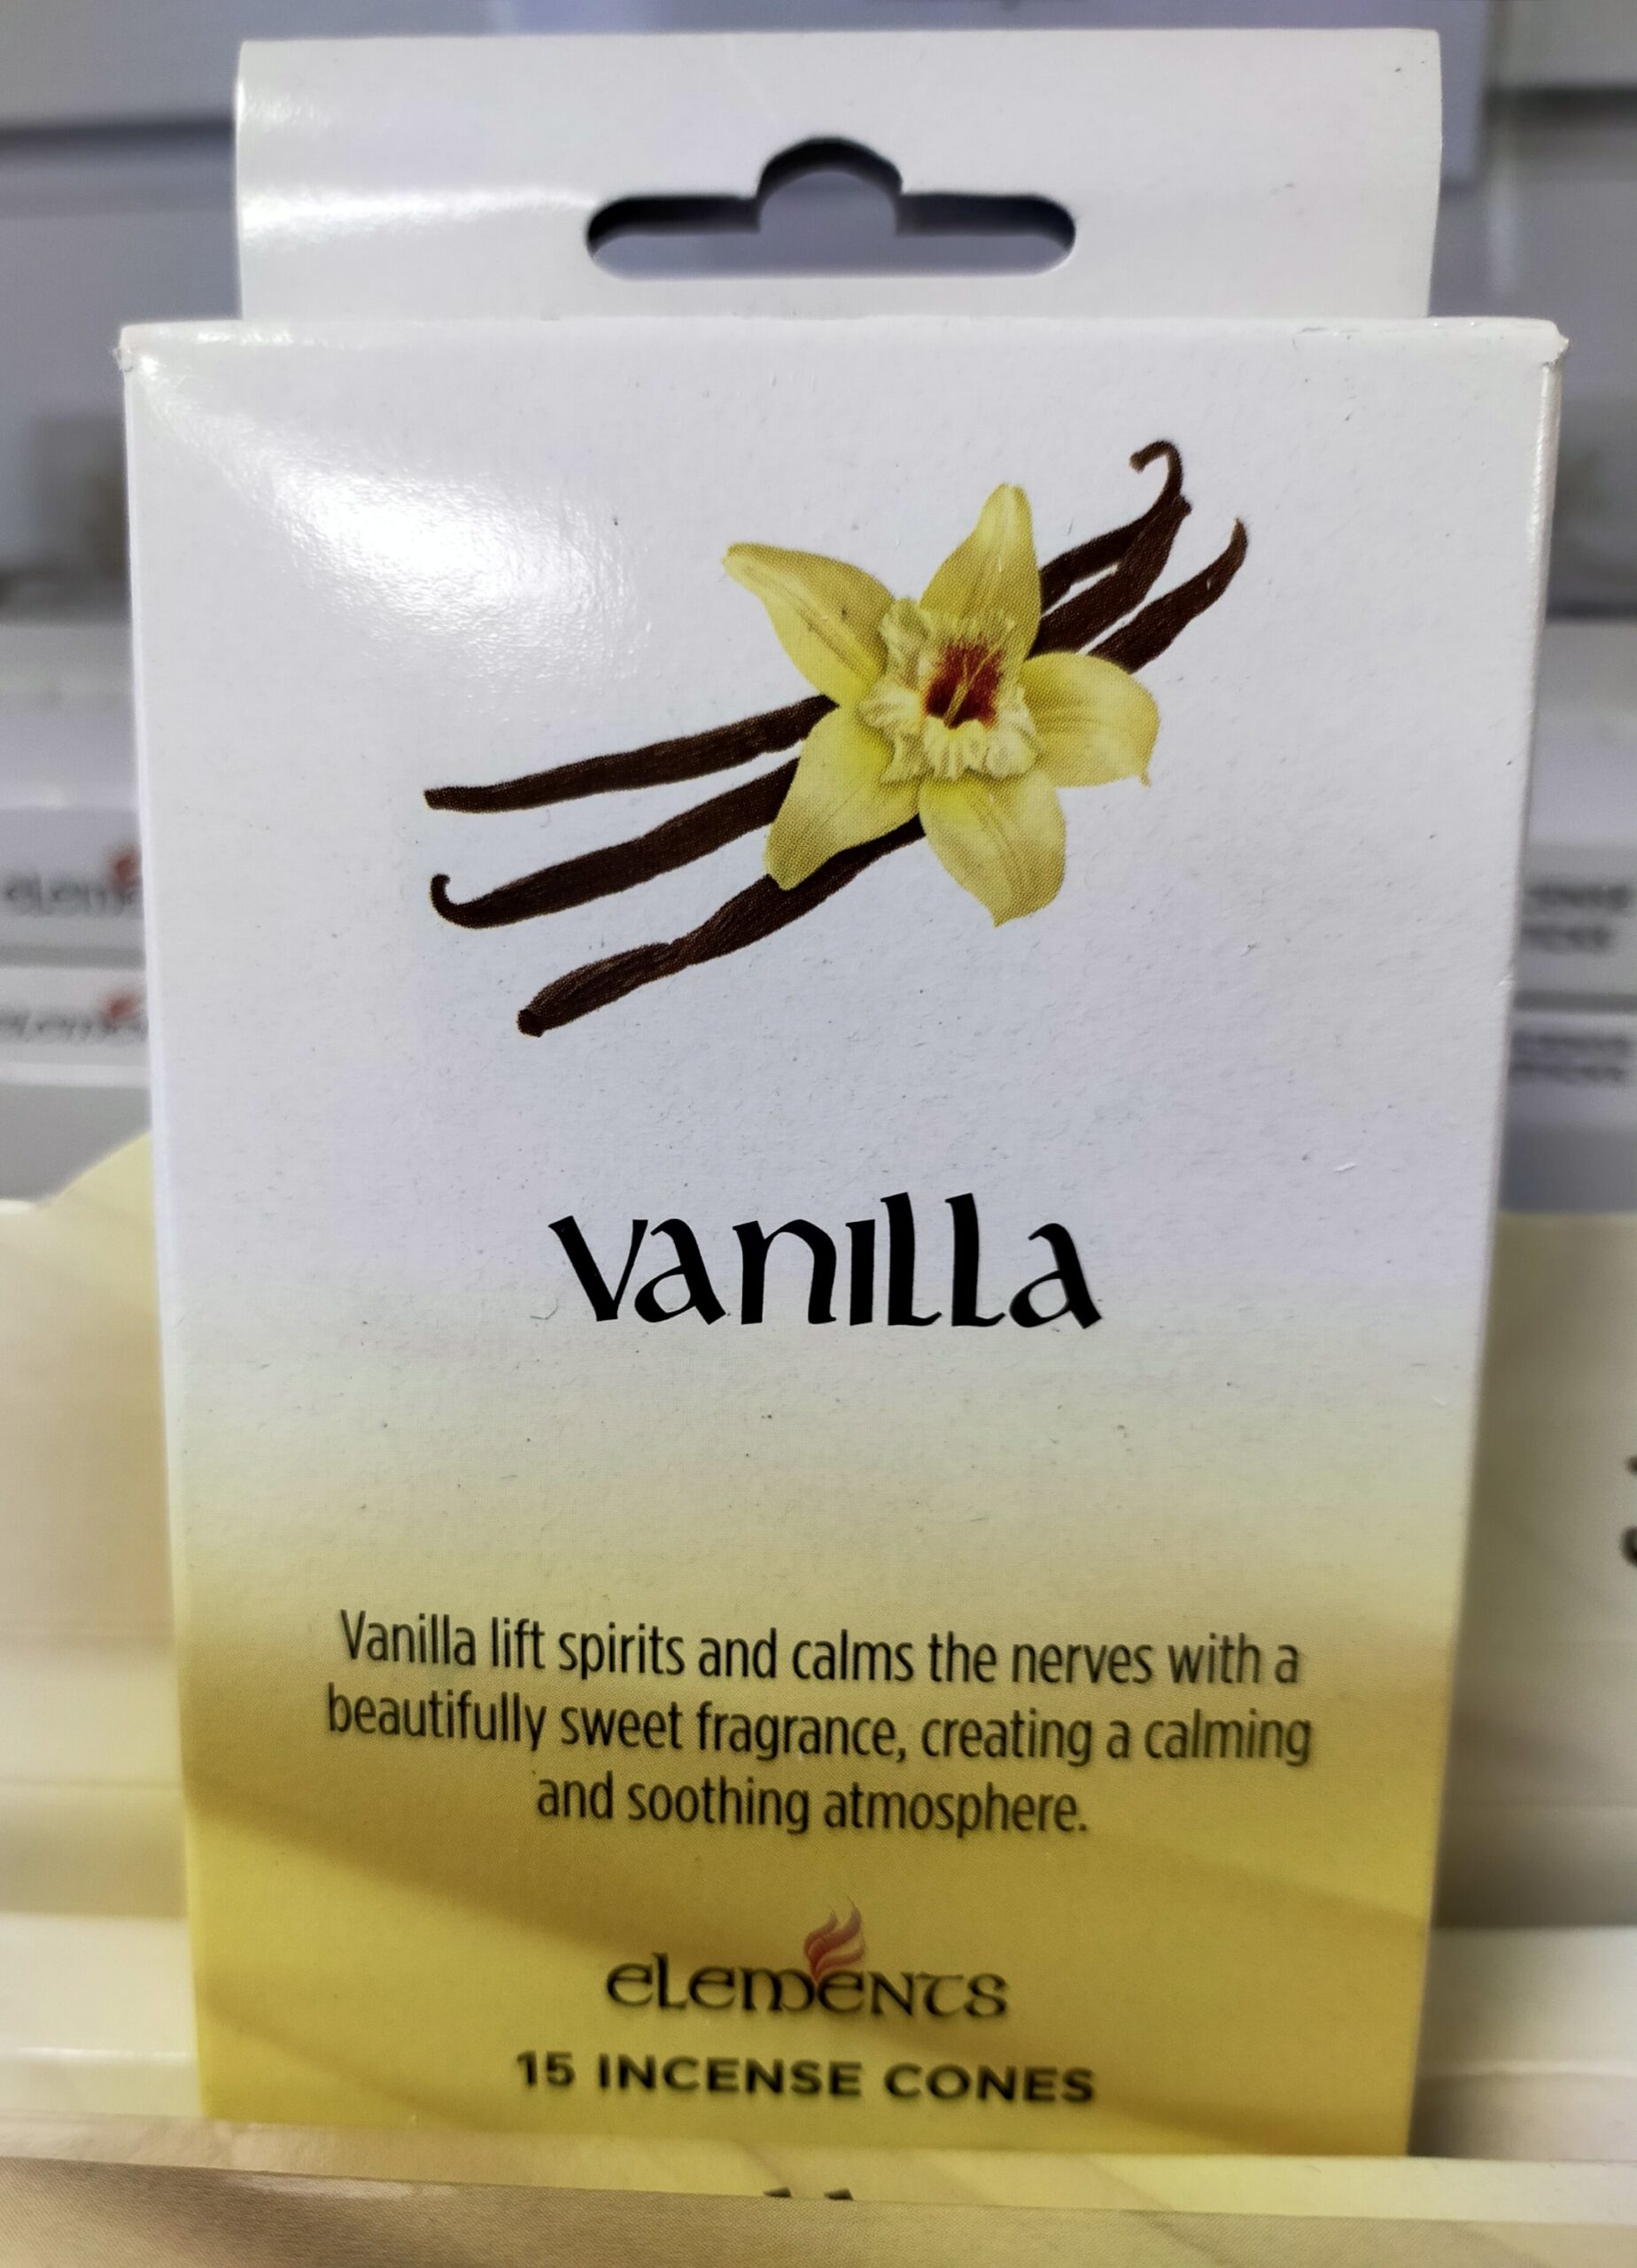 vanilla
Vanilla lift spirits and calms the nerves with a
beautifully sweet fragrance, creating a calming
and soothing atmosphere.
elements
15 INCENSE CONES